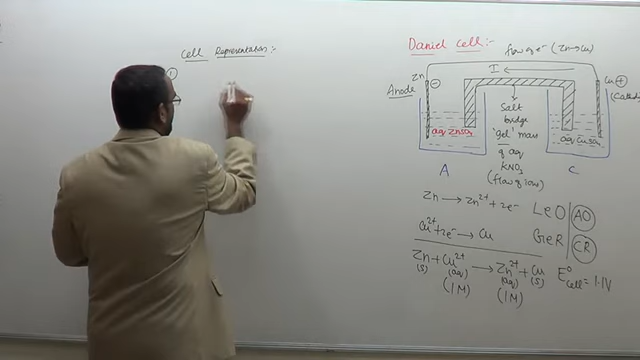 Cell Representation :-
1
Daniel cell :-
flow of e⁻ (Zn→Cu)
I
Zn
Cu
Anode
−
+
(Cathode)
Salt
bridge
aq ZnSO₄
aq CuSO₄
'gel' mass
of aq
KNO₃
(flow of ions)
A
C
Zn → Zn²⁺ + 2e⁻
LeO AO
Cu²⁺ + 2e⁻ → Cu
GeR CR
Zn + Cu²⁺ → Zn²⁺ + Cu E°cell = 1.1V
(s) (aq) (aq) (s)
(1M) (1M)